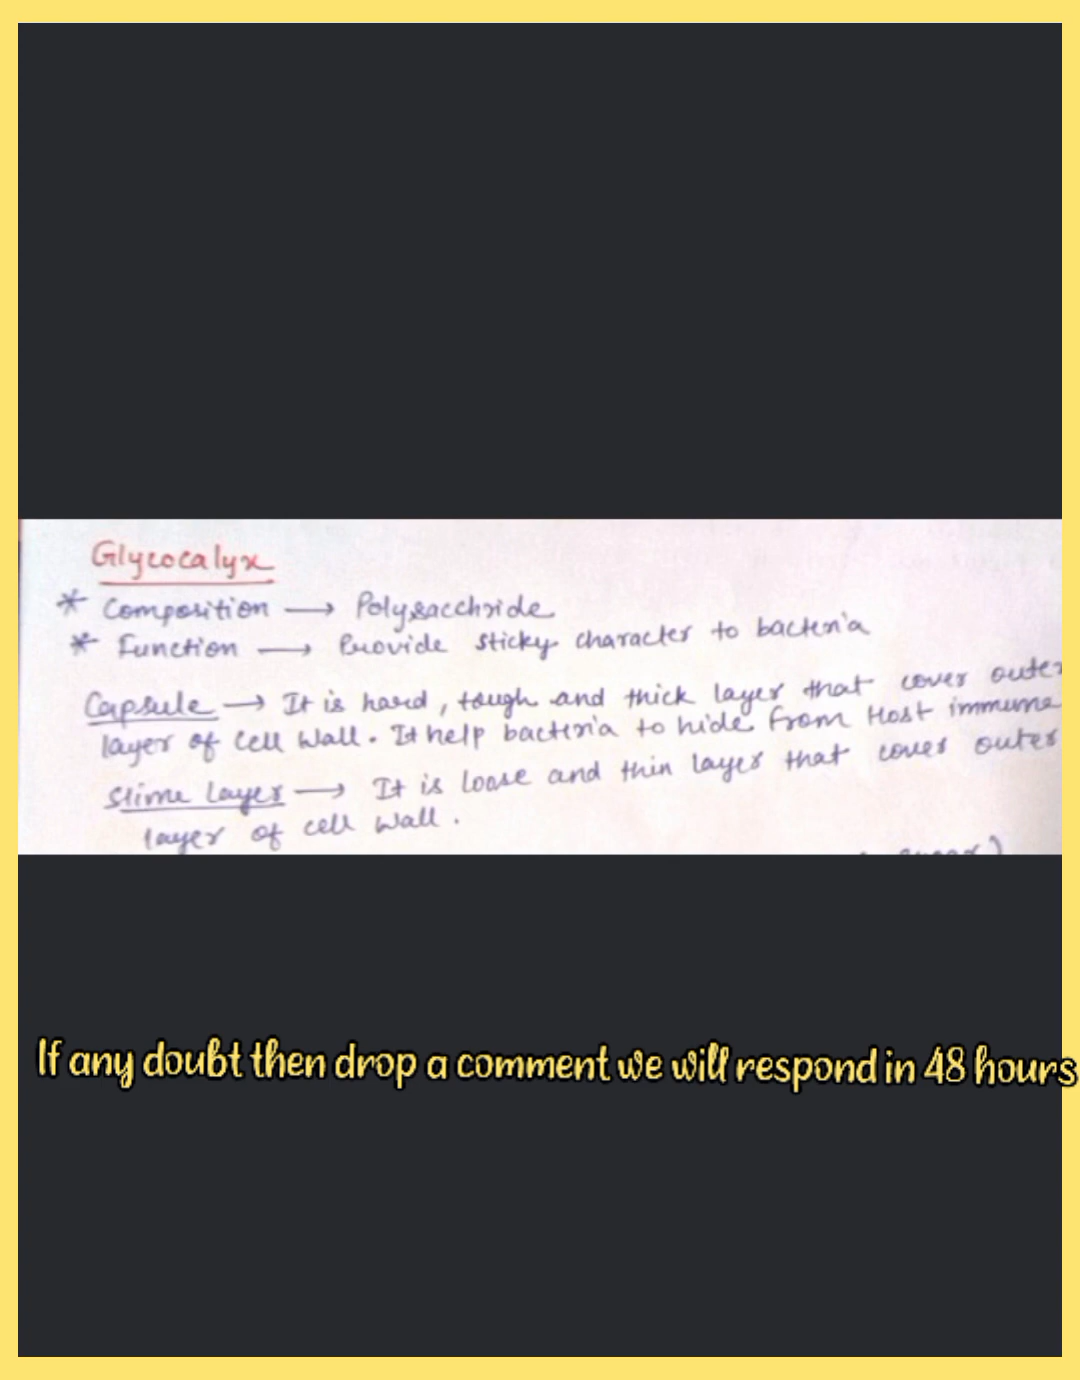 Glycocalyx
* Composition → Polysacchride
* Function → Provide sticky character to bacteria
Capsule → It is hard, tough and thick layer that cover outer
layer of Cell Wall. It help bacteria to hide from Host immune
Slime Layer → It is loose and thin layer that cover outer
layer of cell wall.
If any doubt then drop a comment we will respond in 48 hours